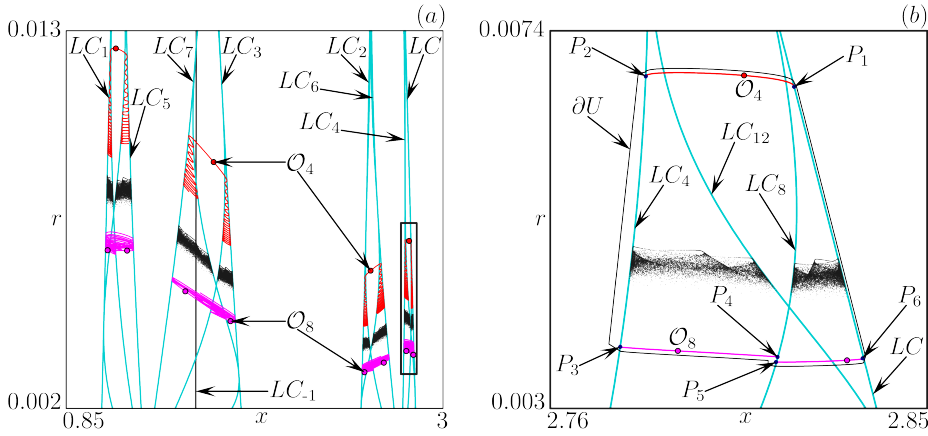 (a)
0.013
LC₁
LC₇
LC₃
LC₂
LC
LC₆
LC₅
LC₄
O₄
r
O₈
LC₋₁
0.002
0.85
x
3
(b)
0.0074
P₂
P₁
O₄
∂U
LC₁₂
LC₄
LC₈
r
P₄
P₆
O₈
P₃
P₅
LC
0.003
2.76
x
2.85